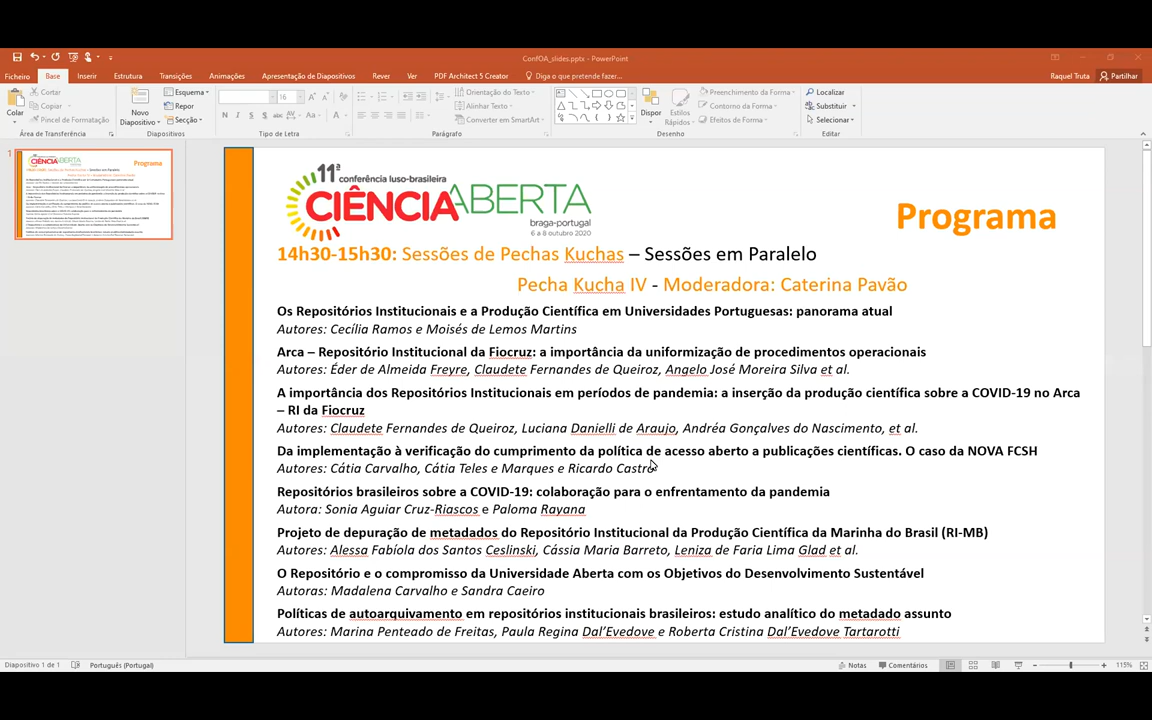 ConfOA_slides.pptx - PowerPoint
Ficheiro Base Inserir Estrutura Transições Animações Apresentação de Diapositivos Rever Ver PDF Architect 5 Creator Diga o que pretende fazer... Raquel Truta Partilhar
Colar
Cortar
Copiar
Pincel de Formatação
Área de Transferência
Novo
Diapositivo
Esquema
Repor
Secção
Diapositivos
16
Tipo de Letra
Orientação do Texto
Alinhar Texto
Converter em SmartArt
Parágrafo
Dispor
Estilos
Rápidos
Preenchimento da Forma
Contorno da Forma
Efeitos de Forma
Desenho
Localizar
Substituir
Selecionar
Editar
1
11ª
conferência luso-brasileira
CIÊNCIAABERTA
braga-portugal
6 a 8 outubro 2020
Programa
14h30-15h30: Sessões de Pechas Kuchas – Sessões em Paralelo
Pecha Kucha IV - Moderadora: Caterina Pavão
Os Repositórios Institucionais e a Produção Científica em Universidades Portuguesas: panorama atual
Autores: Cecília Ramos e Moisés de Lemos Martins
Arca – Repositório Institucional da Fiocruz: a importância da uniformização de procedimentos operacionais
Autores: Éder de Almeida Freyre, Claudete Fernandes de Queiroz, Angelo José Moreira Silva et al.
A importância dos Repositórios Institucionais em períodos de pandemia: a inserção da produção científica sobre a COVID-19 no Arca
– RI da Fiocruz
Autores: Claudete Fernandes de Queiroz, Luciana Danielli de Araujo, Andréa Gonçalves do Nascimento, et al.
Da implementação à verificação do cumprimento da política de acesso aberto a publicações científicas. O caso da NOVA FCSH
Autores: Cátia Carvalho, Cátia Teles e Marques e Ricardo Castro
Repositórios brasileiros sobre a COVID-19: colaboração para o enfrentamento da pandemia
Autora: Sonia Aguiar Cruz-Riascos e Paloma Rayana
Projeto de depuração de metadados do Repositório Institucional da Produção Científica da Marinha do Brasil (RI-MB)
Autores: Alessa Fabíola dos Santos Ceslinski, Cássia Maria Barreto, Leniza de Faria Lima Glad et al.
O Repositório e o compromisso da Universidade Aberta com os Objetivos do Desenvolvimento Sustentável
Autoras: Madalena Carvalho e Sandra Caeiro
Políticas de autoarquivamento em repositórios institucionais brasileiros: estudo analítico do metadado assunto
Autores: Marina Penteado de Freitas, Paula Regina Dal’Evedove e Roberta Cristina Dal’Evedove Tartarotti
Diapositivo 1 de 1 Português (Portugal) Notas Comentários 115%